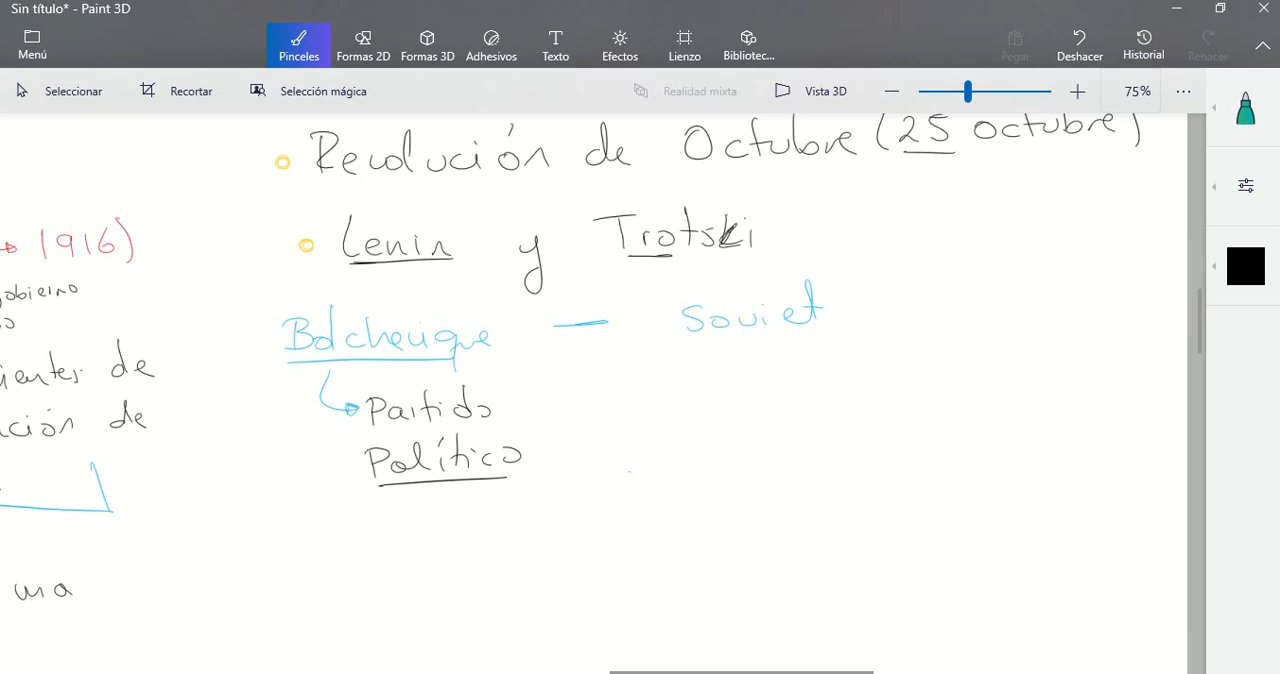 Sin título* - Paint 3D
Menú
Pinceles
Formas 2D
Formas 3D
Adhesivos
Texto
Efectos
Lienzo
Bibliotec...
Pegar
Deshacer
Historial
Rehacer
Seleccionar
Recortar
Selección mágica
Realidad mixta
Vista 3D
75%
Revolución de Octubre (25 octubre)
1916)
Lenin y Trotski
Bolchevique — Soviet
Partido
Político
de
ción de
ma